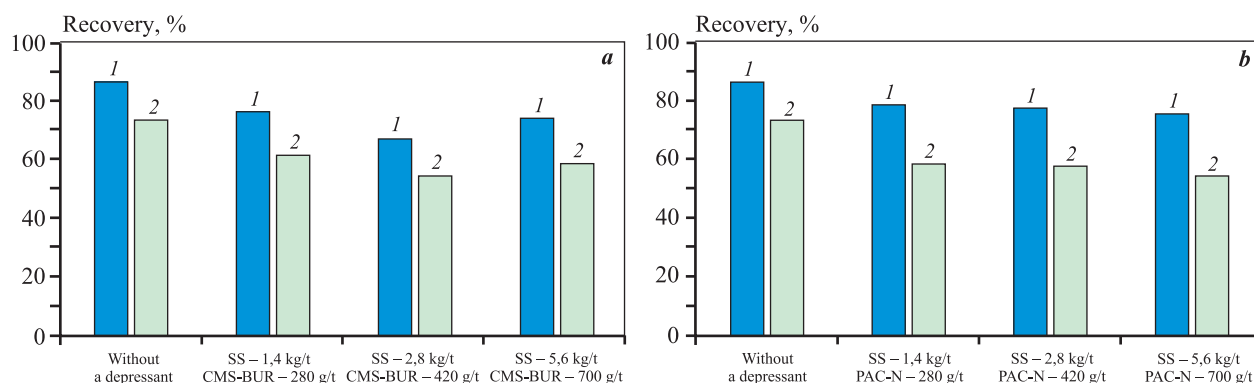 Recovery, %
a
100
80
60
40
20
0
1
2
1
2
1
2
1
2
Without
a depressant
SS – 1,4 kg/t
CMS-BUR – 280 g/t
SS – 2,8 kg/t
CMS-BUR – 420 g/t
SS – 5,6 kg/t
CMS-BUR – 700 g/t
Recovery, %
b
100
80
60
40
20
0
1
2
1
2
1
2
1
2
Without
a depressant
SS – 1,4 kg/t
PAC-N – 280 g/t
SS – 2,8 kg/t
PAC-N – 420 g/t
SS – 5,6 kg/t
PAC-N – 700 g/t